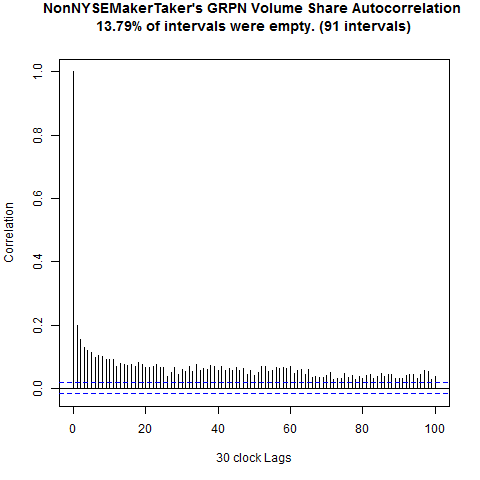 NonNYSEMakerTaker's GRPN Volume Share Autocorrelation
13.79% of intervals were empty. (91 intervals)
1.0
0.8
0.6
0.4
0.2
0.0
Correlation
0 20 40 60 80 100
30 clock Lags